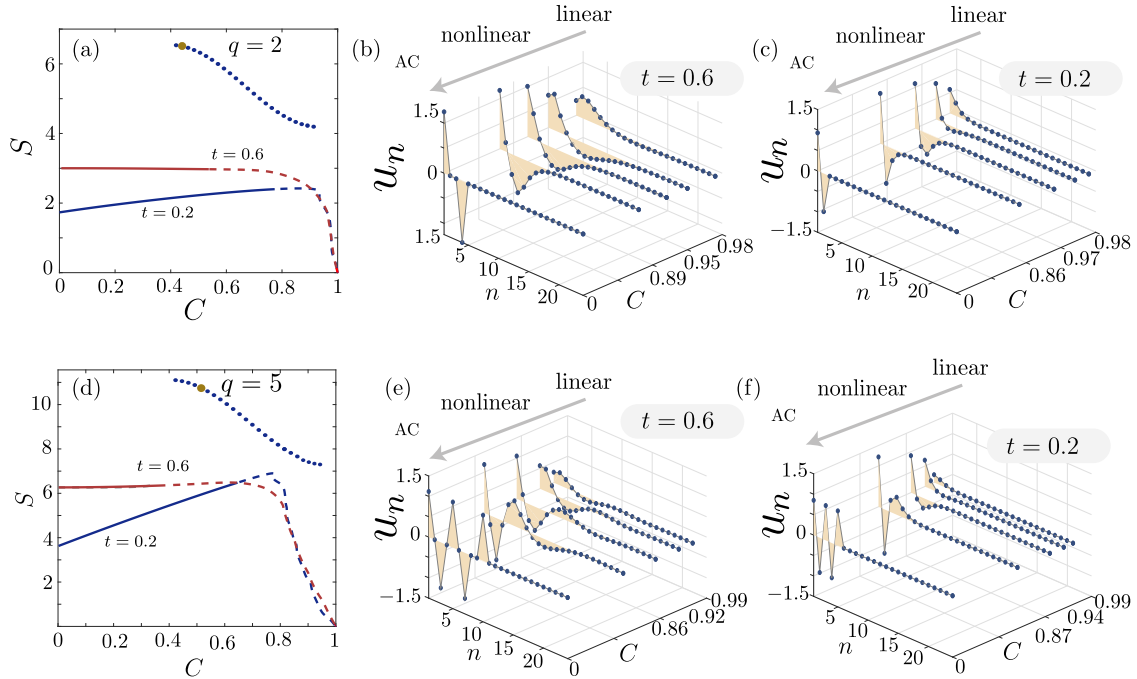 (a)
q = 2
S
6
4
2
0
t = 0.6
t = 0.2
0
0.2
0.4
0.6
0.8
1
C
(b)
linear
nonlinear
AC
t = 0.6
u_n
1.5
0
1.5
5
10
15
20
n
0
0.89
0.95
0.98
C
(c)
linear
nonlinear
AC
t = 0.2
u_n
1.5
0
−1.5
5
10
15
20
n
0
0.86
0.97
0.98
C
(d)
q = 5
S
10
8
6
4
2
0
t = 0.6
t = 0.2
0
0.2
0.4
0.6
0.8
1
C
(e)
linear
nonlinear
AC
t = 0.6
u_n
1.5
0
−1.5
5
10
15
20
n
0
0.86
0.92
0.99
C
(f)
linear
nonlinear
AC
t = 0.2
u_n
1.5
0
−1.5
5
10
15
20
n
0
0.87
0.94
0.99
C